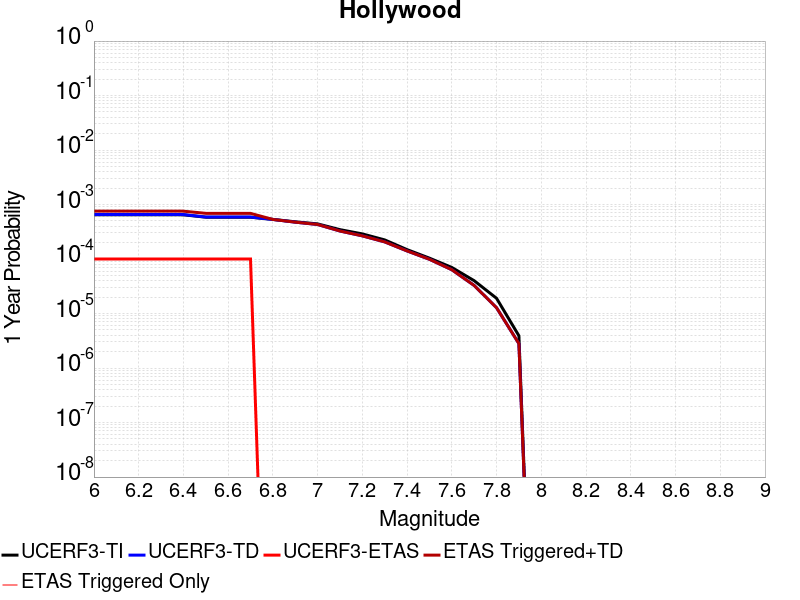 Hollywood
10^0
10^-1
10^-2
10^-3
10^-4
10^-5
10^-6
10^-7
10^-8
1 Year Probability
6 6.2 6.4 6.6 6.8 7 7.2 7.4 7.6 7.8 8 8.2 8.4 8.6 8.8 9
Magnitude
UCERF3-TI UCERF3-TD UCERF3-ETAS ETAS Triggered+TD
ETAS Triggered Only